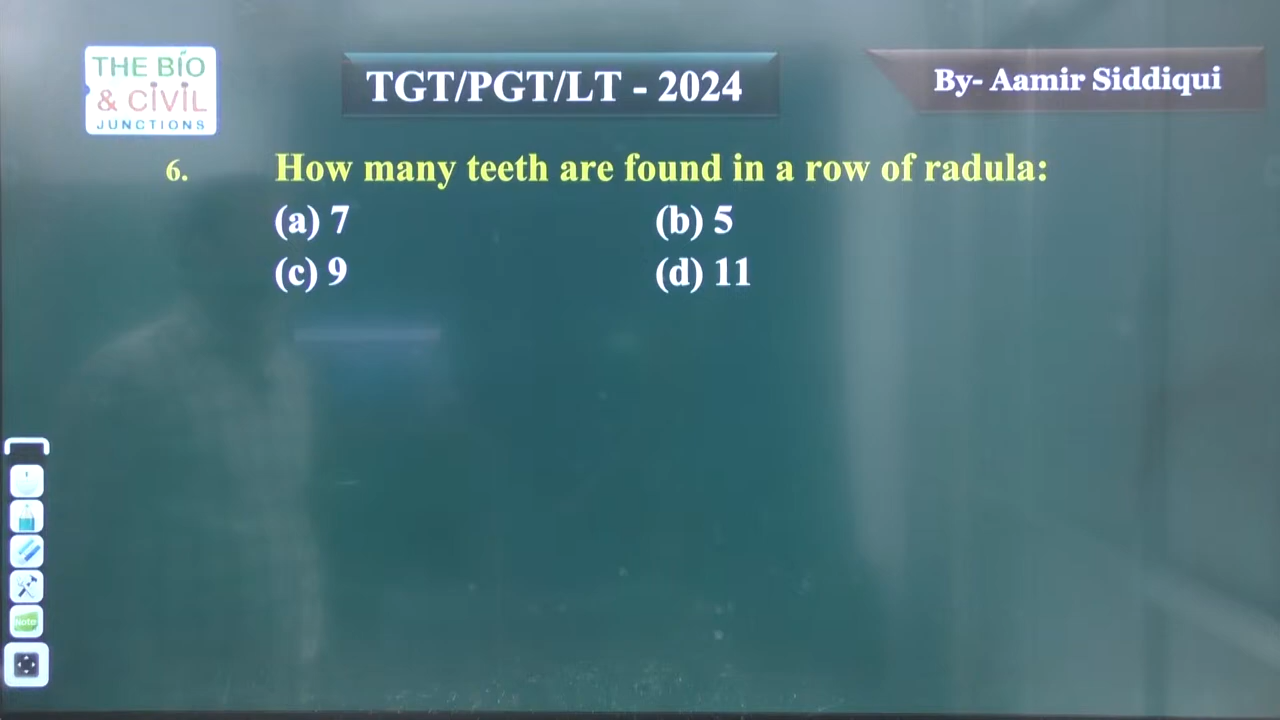 THE BIO
& CIVIL
JUNCTIONS
TGT/PGT/LT - 2024
By- Aamir Siddiqui
6. How many teeth are found in a row of radula:
(a) 7 (b) 5
(c) 9 (d) 11
Note